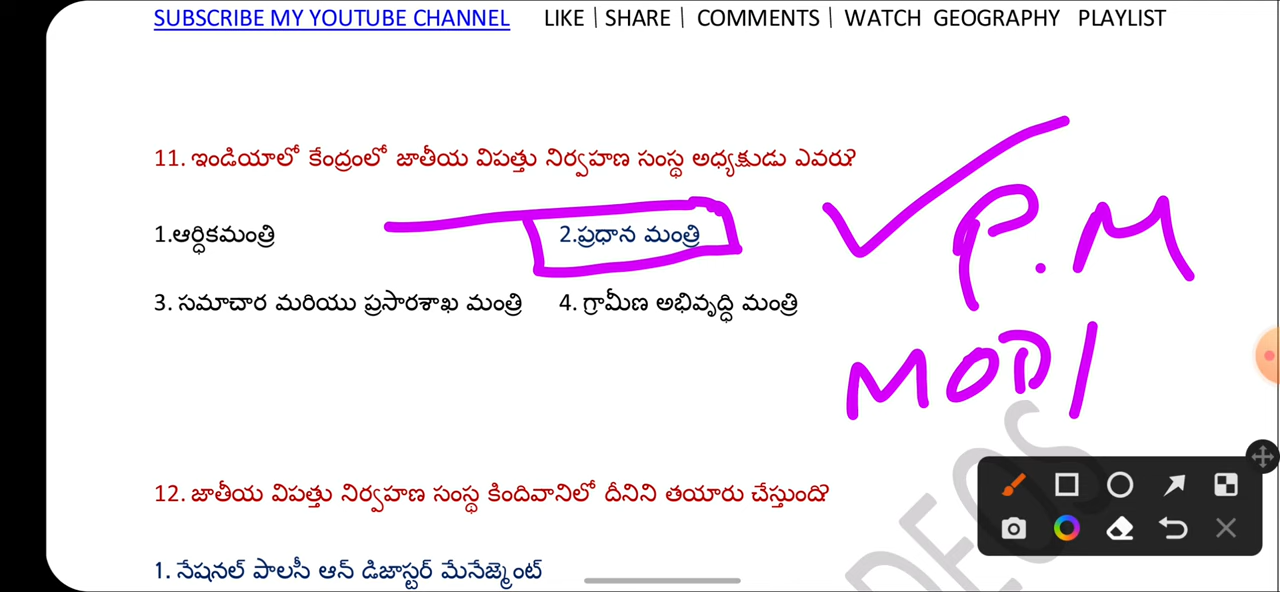 SUBSCRIBE MY YOUTUBE CHANNEL LIKE | SHARE | COMMENTS | WATCH GEOGRAPHY PLAYLIST
11. ఇండియాలో కేంద్రంలో జాతీయ విపత్తు నిర్వహణ సంస్థ అధ్యక్షుడు ఎవరు?
1.ఆర్ధికమంత్రి 2.ప్రధాన మంత్రి
P.M
3. సమాచార మరియు ప్రసారశాఖ మంత్రి 4. గ్రామీణ అభివృద్ధి మంత్రి
MODI
12. జాతీయ విపత్తు నిర్వహణ సంస్థ కిందివానిలో దీనిని తయారు చేస్తుంది?
1. నేషనల్ పాలసీ ఆన్ డిజాస్టర్ మేనేజ్మెంట్